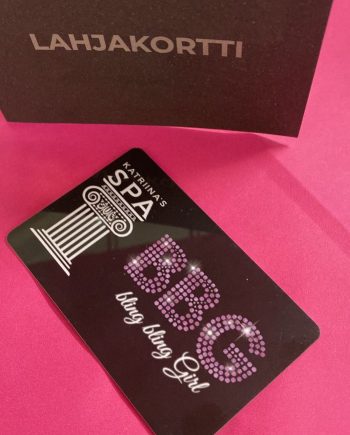 LAHJAKORTTI
KATRIINA'S
SPA
BBG
bling bling Girl